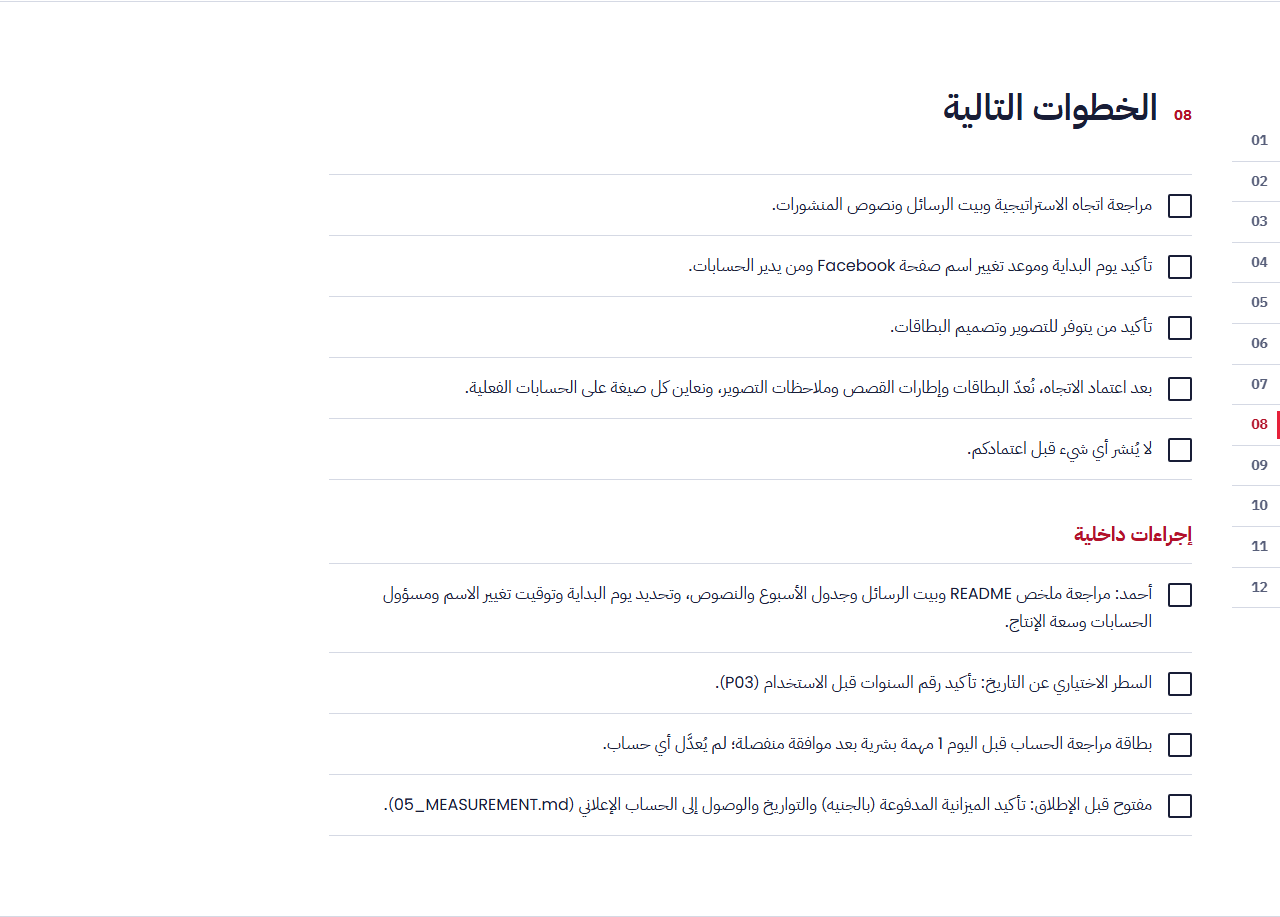 08 الخطوات التالية
مراجعة اتجاه الاستراتيجية وبيت الرسائل ونصوص المنشورات.
تأكيد يوم البداية وموعد تغيير اسم صفحة Facebook ومن يدير الحسابات.
تأكيد من يتوفر للتصوير وتصميم البطاقات.
بعد اعتماد الاتجاه، نُعدّ البطاقات وإطارات القصص وملاحظات التصوير، ونعاين كل صيغة على الحسابات الفعلية.
لا يُنشر أي شيء قبل اعتمادكم.
إجراءات داخلية
أحمد: مراجعة ملخص README وبيت الرسائل وجدول الأسبوع والنصوص، وتحديد يوم البداية وتوقيت تغيير الاسم ومسؤول
الحسابات وسعة الإنتاج.
السطر الاختياري عن التاريخ: تأكيد رقم السنوات قبل الاستخدام (P03).
بطاقة مراجعة الحساب قبل اليوم 1 مهمة بشرية بعد موافقة منفصلة؛ لم يُعدَّل أي حساب.
مفتوح قبل الإطلاق: تأكيد الميزانية المدفوعة (بالجنيه) والتواريخ والوصول إلى الحساب الإعلاني (05_MEASUREMENT.md).
01
02
03
04
05
06
07
08
09
10
11
12